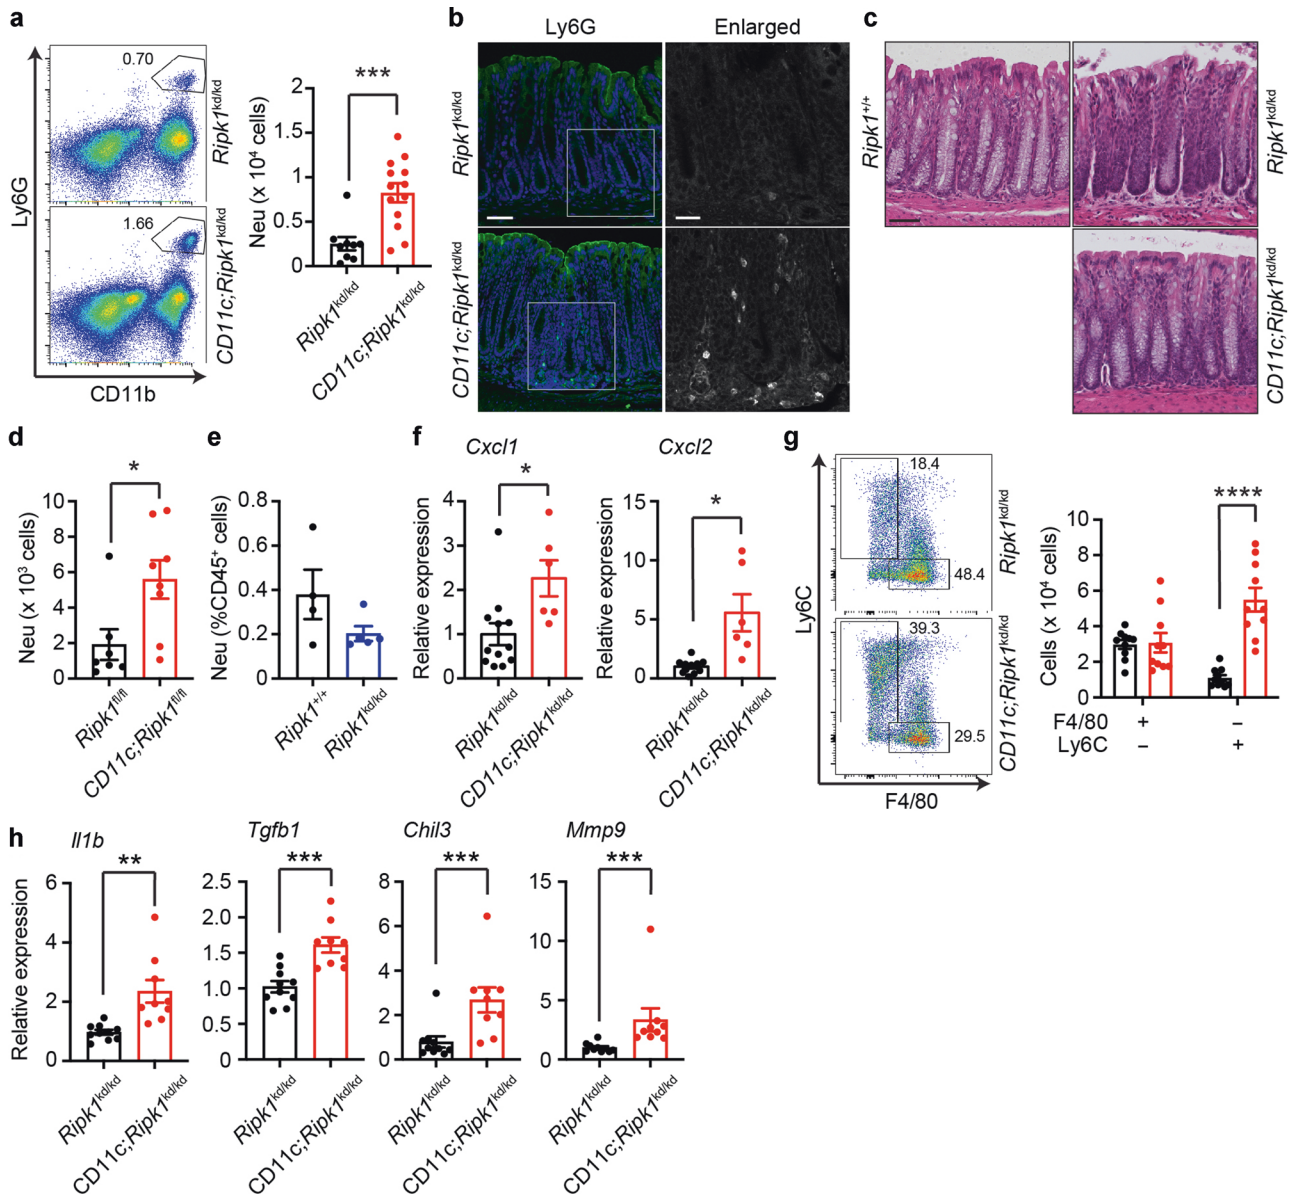 a
Ly6G
CD11b
0.70
1.66
Ripk1kd/kd
CD11c;Ripk1kd/kd
Neu (x 10⁴ cells)
2
1.5
1
0.5
0
***
Ripk1kd/kd
CD11c;Ripk1kd/kd
b
Ly6G
Enlarged
Ripk1kd/kd
CD11c;Ripk1kd/kd
c
Ripk1+/+
Ripk1kd/kd
CD11c;Ripk1kd/kd
d
Neu (x 10³ cells)
10
8
6
4
2
0
*
Ripk1fl/fl
CD11c;Ripk1fl/fl
e
Neu (%CD45⁺ cells)
0.8
0.6
0.4
0.2
0
Ripk1+/+
Ripk1kd/kd
f
Cxcl1
Relative expression
4
3
2
1
0
*
Ripk1kd/kd
CD11c;Ripk1kd/kd
Cxcl2
Relative expression
15
10
5
0
*
Ripk1kd/kd
CD11c;Ripk1kd/kd
g
Ly6C
F4/80
18.4
48.4
39.3
29.5
Ripk1kd/kd
CD11c;Ripk1kd/kd
Cells (x 10⁴ cells)
10
8
6
4
2
0
****
F4/80 + –
Ly6C – +
h
Il1b
Relative expression
6
4
2
0
**
Ripk1kd/kd
CD11c;Ripk1kd/kd
Tgfb1
2.5
2.0
1.5
1.0
0.5
0
***
Ripk1kd/kd
CD11c;Ripk1kd/kd
Chil3
8
6
4
2
0
***
Ripk1kd/kd
CD11c;Ripk1kd/kd
Mmp9
15
10
5
0
***
Ripk1kd/kd
CD11c;Ripk1kd/kd